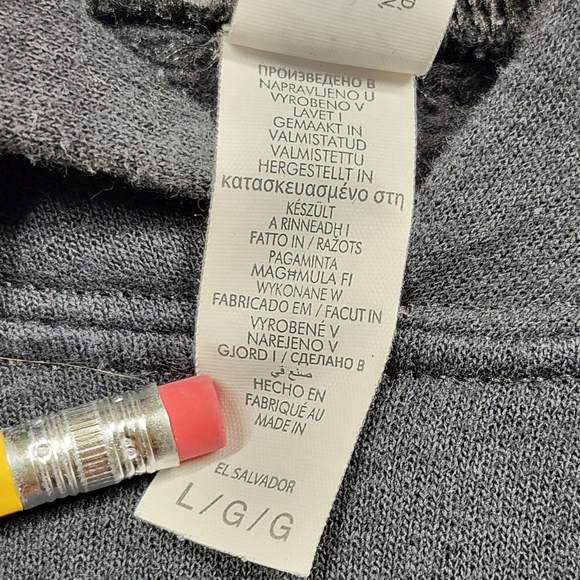 ПРОИЗВЕДЕНО В
NAPRAVLJENO U
VYROBENO V
LAVET I
GEMAAKT IN
VALMISTATUD
VALMISTETTU
HERGESTELLT IN
κατασκευασμένο στη
KÉSZÜLT
A RINNEADH I
FATTO IN / RAŽOTS
PAGAMINTA
MAGĦMULA FI
WYKONANE W
FABRICADO EM / FACUT IN
VYROBENÉ V
NAREJENO V
GJORD I / СДЕЛАНО В
صنع في
HECHO EN
FABRIQUÉ AU
MADE IN
EL SALVADOR
L / G / G